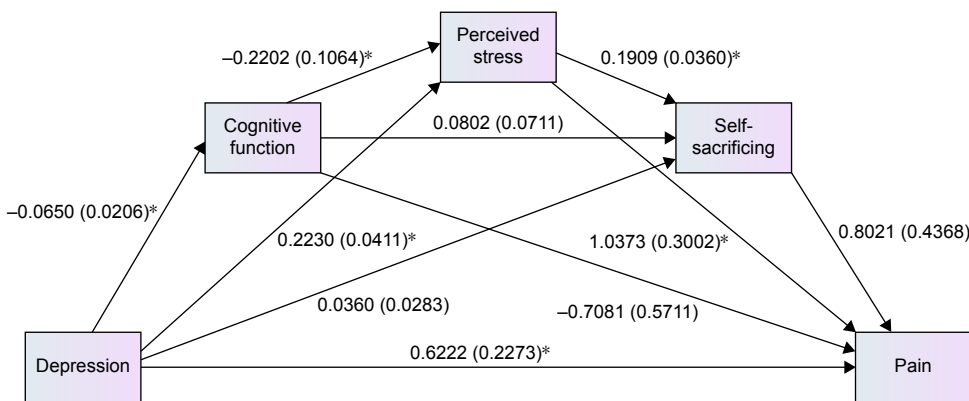 Perceived
stress
–0.2202 (0.1064)*
0.1909 (0.0360)*
Cognitive
function
0.0802 (0.0711)
Self-
sacrificing
–0.0650 (0.0206)*
0.2230 (0.0411)*
1.0373 (0.3002)*
0.8021 (0.4368)
0.0360 (0.0283)
–0.7081 (0.5711)
Depression
0.6222 (0.2273)*
Pain